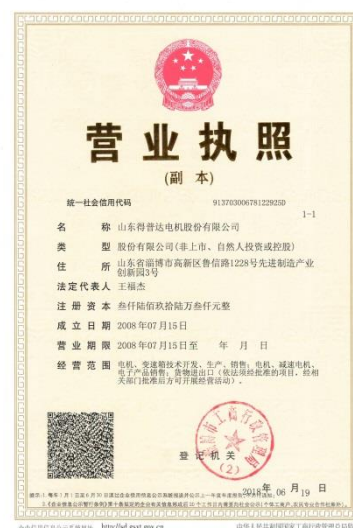 营业执照
(副 本)
统一社会信用代码 91370300678122925D
1-1
名 称 山东得普达电机股份有限公司
类 型 股份有限公司(非上市、自然人投资或控股)
住 所 山东省淄博市高新区鲁信路1228号先进制造产业
创新园3号
法定代表人 王福杰
注册资本 叁仟陆佰玖拾陆万叁仟元整
成立日期 2008年07月15日
营业期限 2008年07月15日至 年 月 日
经营范围 电机、变速箱技术开发、生产、销售;电机、减速电机、
电子产品销售;货物进出口(依法须经批准的项目,经相
关部门批准后方可开展经营活动)。
登记机关
(2)
2018年 06 月 19 日